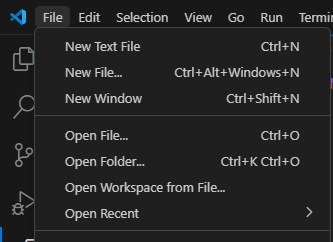 File Edit Selection View Go Run
New Text File Ctrl+N
New File... Ctrl+Alt+Windows+N
New Window Ctrl+Shift+N
Open File... Ctrl+O
Open Folder... Ctrl+K Ctrl+O
Open Workspace from File...
Open Recent